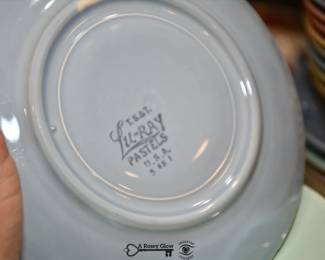 T.S.&T.
Lu-RAY
PASTELS
U.S.A.
A Rosey Glow